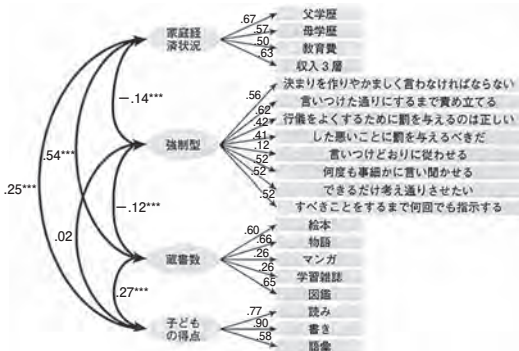 家庭経
済状況
.67
.57
.50
.63
父学歴
母学歴
教育費
収入3層
強制型
.56
.62
.42
.41
.12
.52
.52
.52
決まりを作りやかましく言わなければならない
言いつけた通りにするまで責め立てる
行儀をよくするために罰を与えるのは正しい
した悪いことに罰を与えるべきだ
言いつけどおりに従わせる
何度も事細かに言い聞かせる
できるだけ考え通りさせたい
すべきことをするまで何回でも指示する
蔵書数
.60
.66
.26
.26
.65
絵本
物語
マンガ
学習雑誌
図鑑
子ども
の得点
.77
.90
.58
読み
書き
語彙
－.14***
.54***
.25***
－.12***
.02
.27***